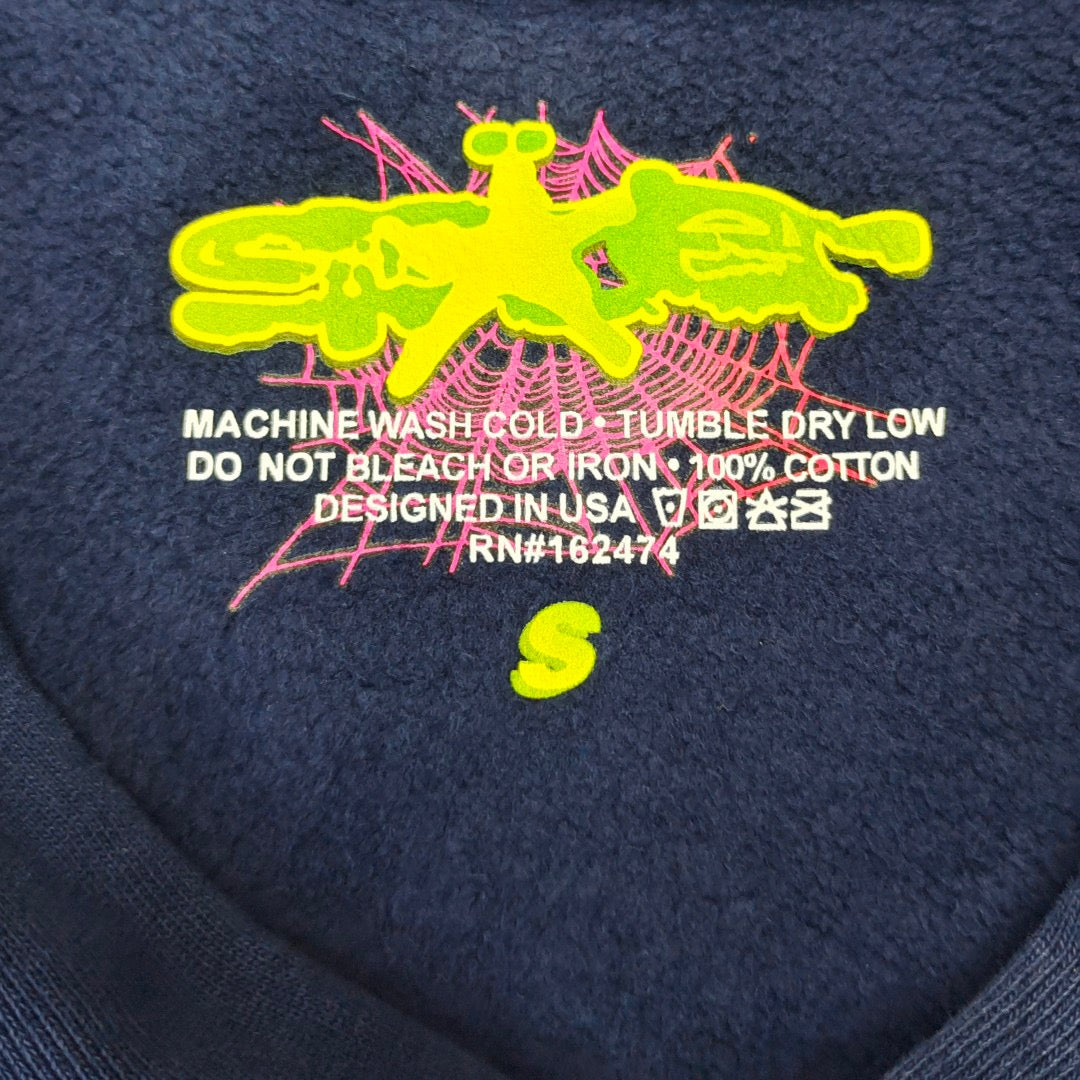 MACHINE WASH COLD • TUMBLE DRY LOW
DO NOT BLEACH OR IRON • 100% COTTON
DESIGNED IN USA
RN#162474
S